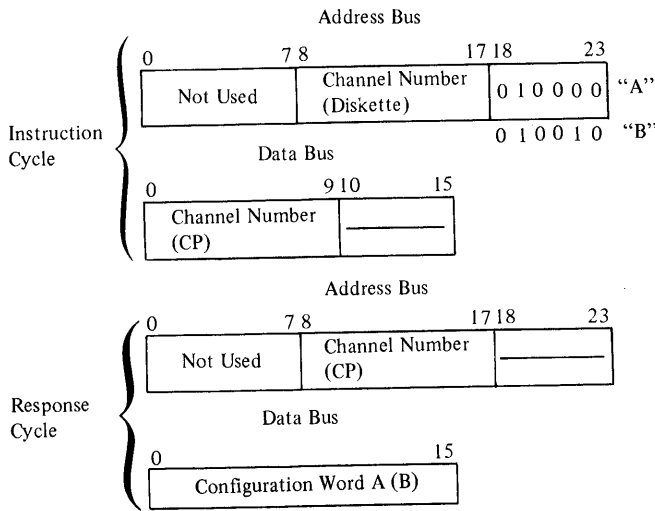 Address Bus
0 7 8 17 18 23
Not Used Channel Number (Diskette) 0 1 0 0 0 0 “A”
0 1 0 0 1 0 “B”
Instruction Cycle
Data Bus
0 9 10 15
Channel Number (CP)
Address Bus
0 7 8 17 18 23
Not Used Channel Number (CP)
Response Cycle
Data Bus
0 15
Configuration Word A (B)